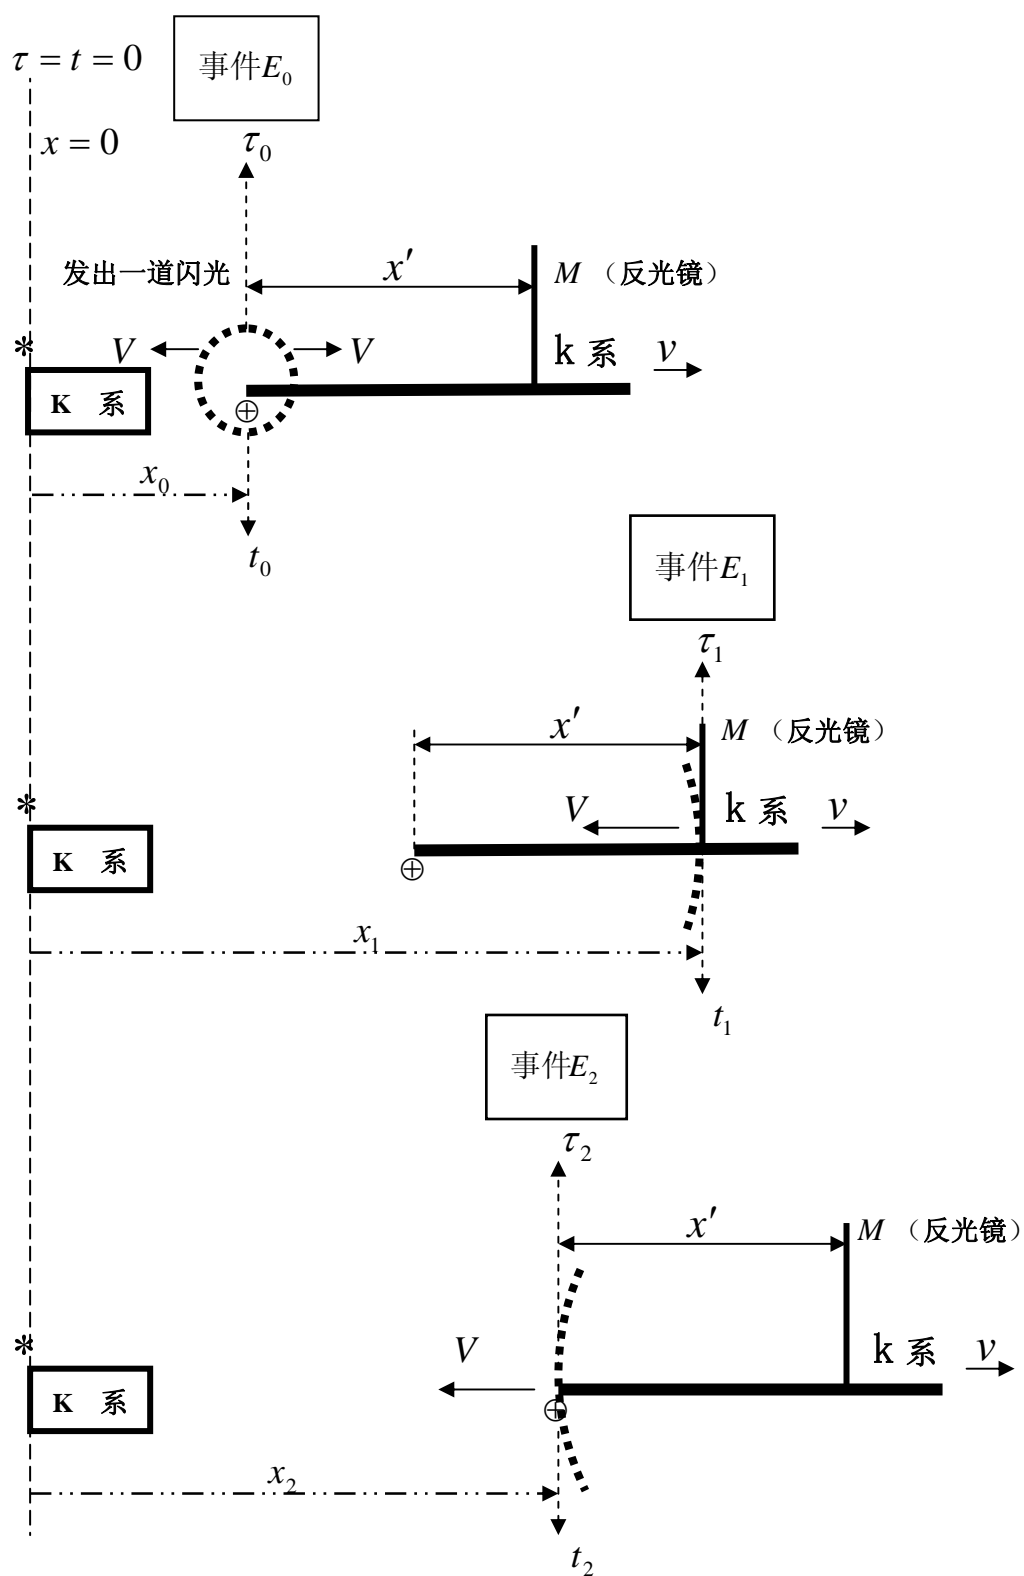 τ = t = 0
事件E₀
x = 0
τ₀
发出一道闪光
x′
M （反光镜）
V
V
k 系
v
*
K 系
⊕
x₀
t₀
事件E₁
τ₁
x′
M （反光镜）
*
V
k 系
v
K 系
⊕
x₁
t₁
事件E₂
τ₂
x′
M （反光镜）
*
V
k 系
v
K 系
⊕
x₂
t₂